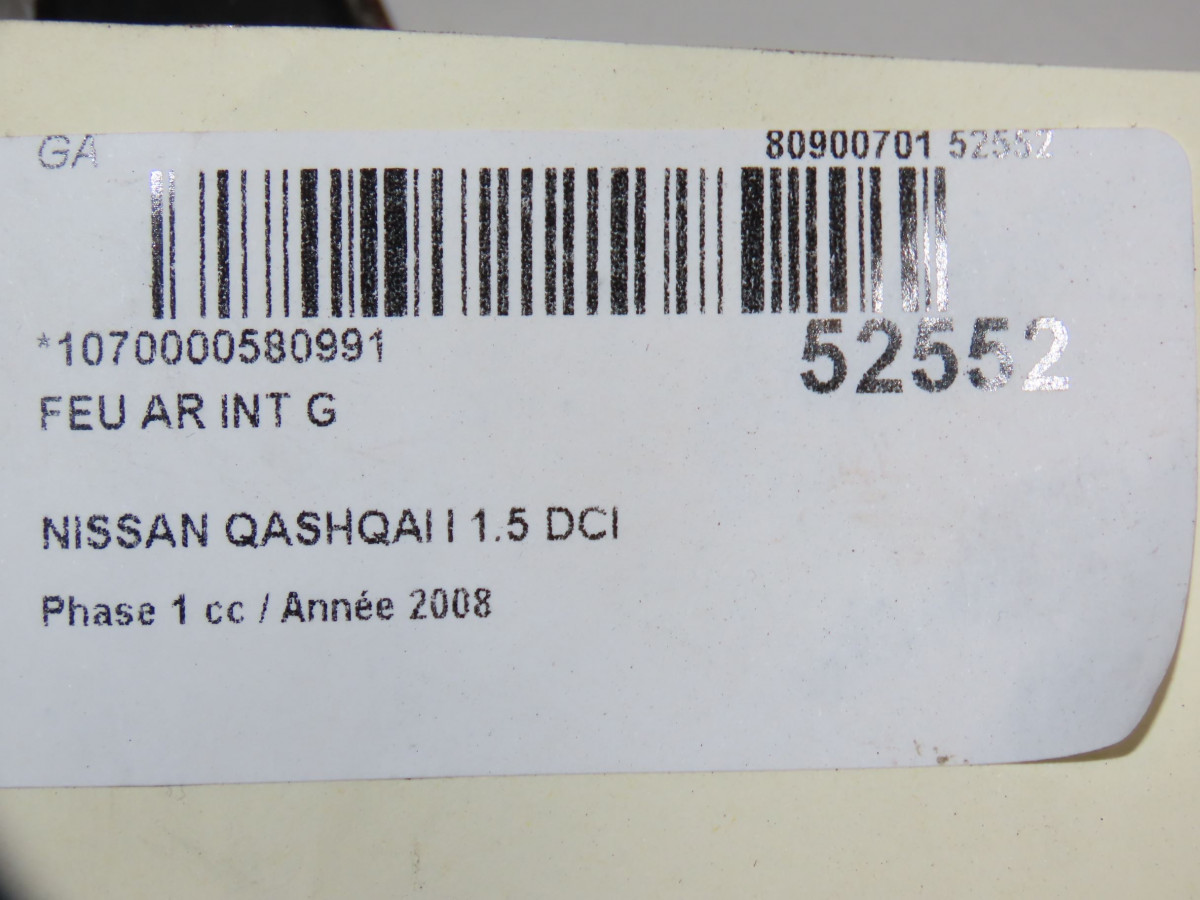 GA 80900701 52552
*1070000580991 52552
FEU AR INT G
NISSAN QASHQAI I 1.5 DCI
Phase 1 cc / Année 2008